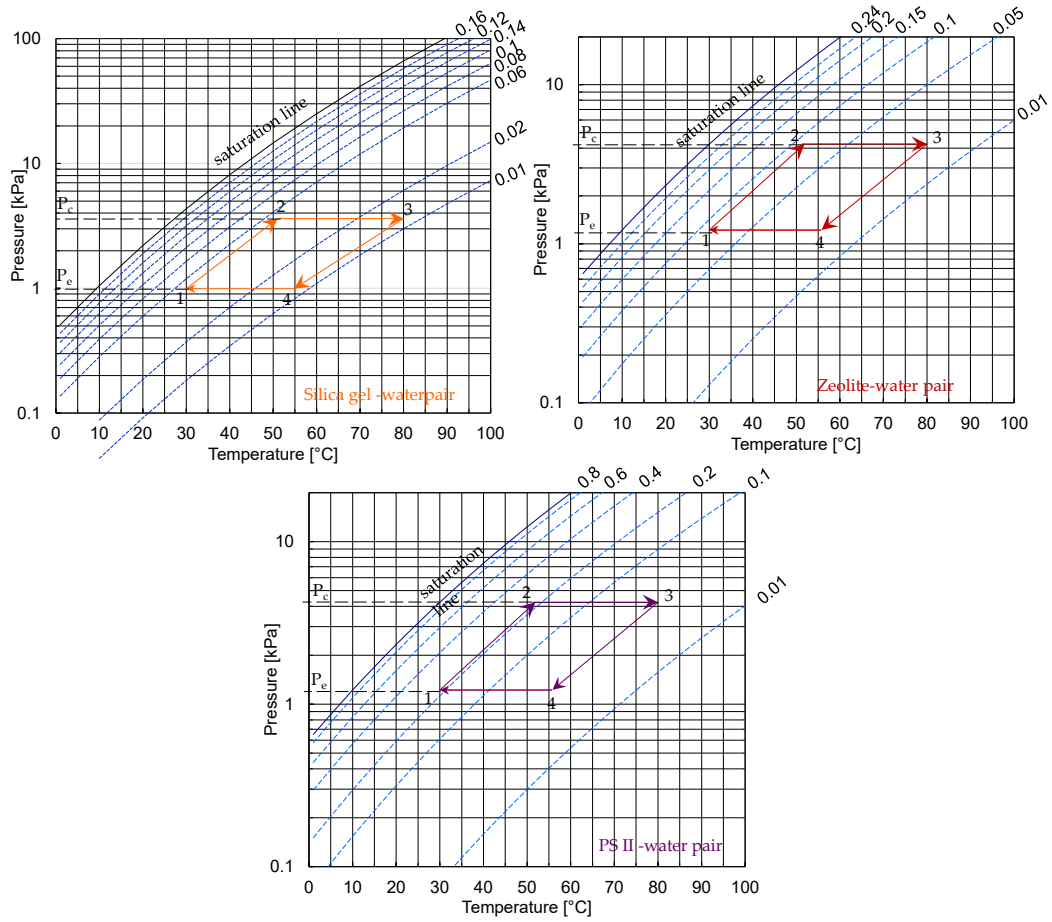 0.16
0.12
0.14
0.1
0.08
0.06
0.02
0.01
100
10
1
0.1
Pressure [kPa]
saturation line
P_c
P_e
1
2
3
4
Silica gel -waterpair
0 10 20 30 40 50 60 70 80 90 100
Temperature [°C]
0.24
0.2
0.15
0.1
0.05
0.01
10
1
0.1
Pressure [kPa]
saturation line
P_c
P_e
1
2
3
4
Zeolite-water pair
0 10 20 30 40 50 60 70 80 90 100
Temperature [°C]
0.8
0.6
0.4
0.2
0.1
0.01
10
1
0.1
Pressure [kPa]
saturation
line
P_c
P_e
1
2
3
4
PS II -water pair
0 10 20 30 40 50 60 70 80 90 100
Temperature [°C]